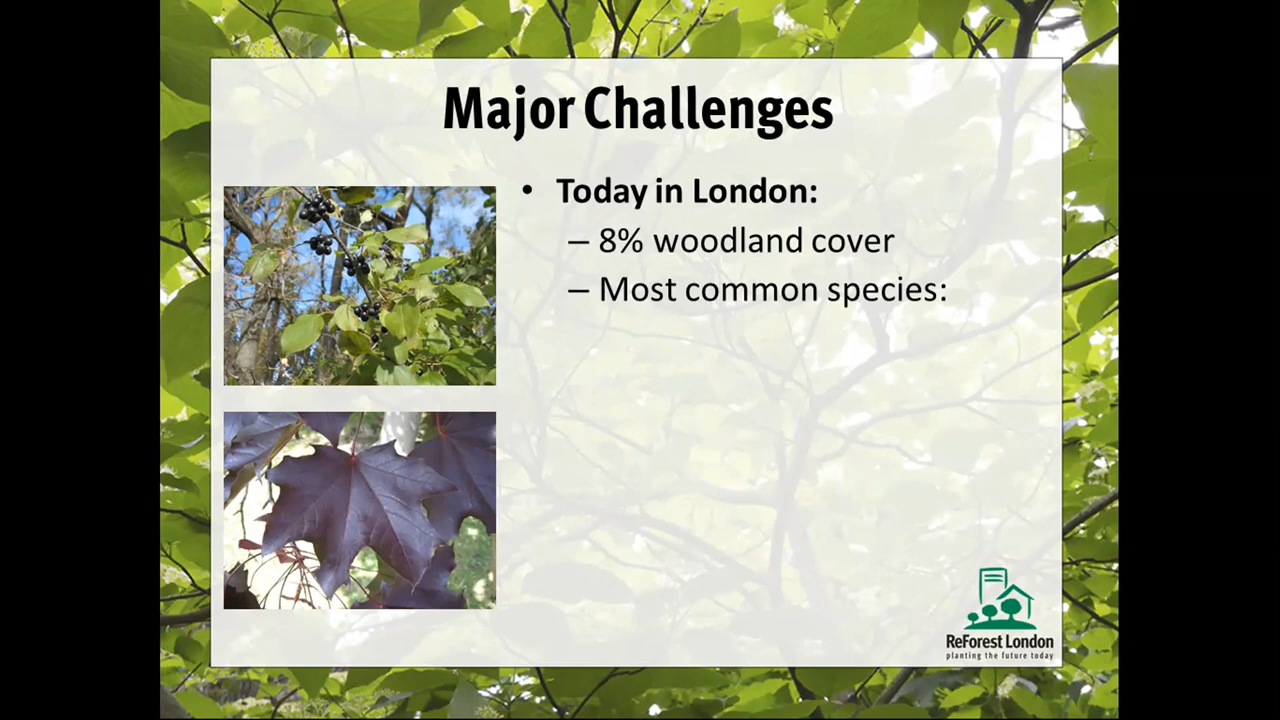 Major Challenges
• Today in London:
– 8% woodland cover
– Most common species:
ReForest London
planting the future today